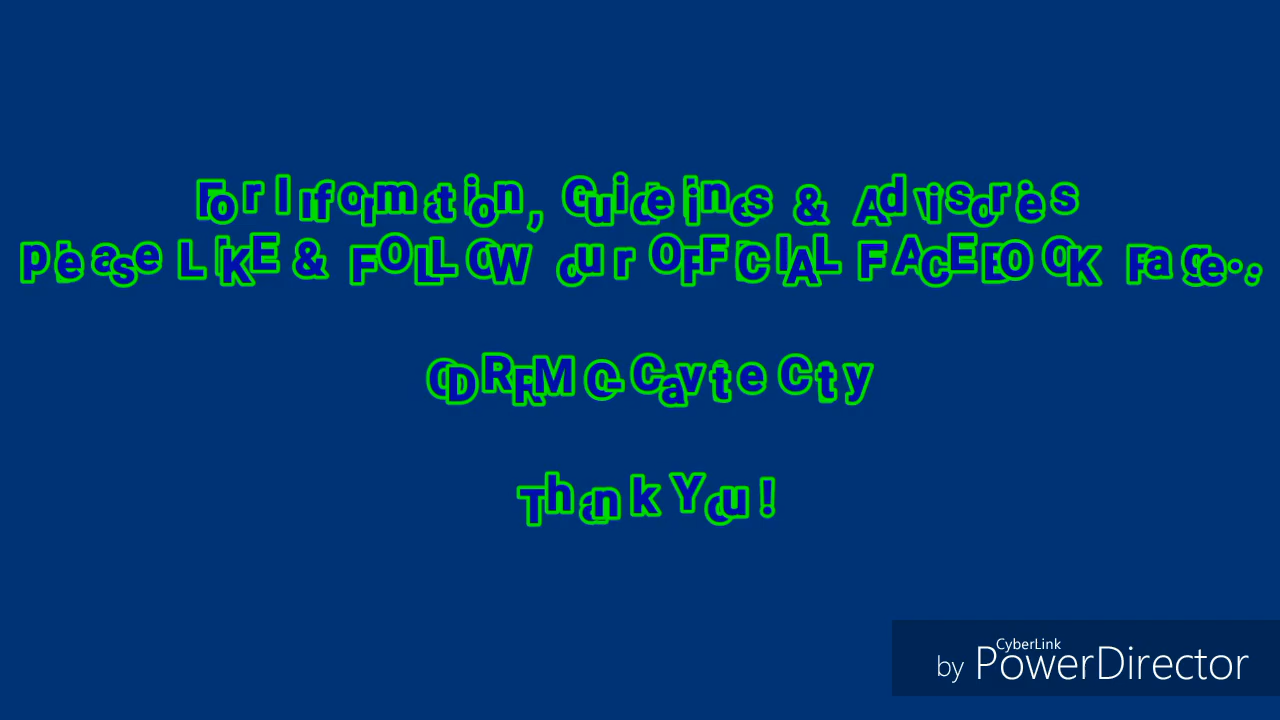 For Information, Guidelines & Advisories
please LIKE & FOLLOW our OFFICIAL FACEBOOK Page...
CDRRMO-Cavite City
Thank You!
CyberLink
by PowerDirector